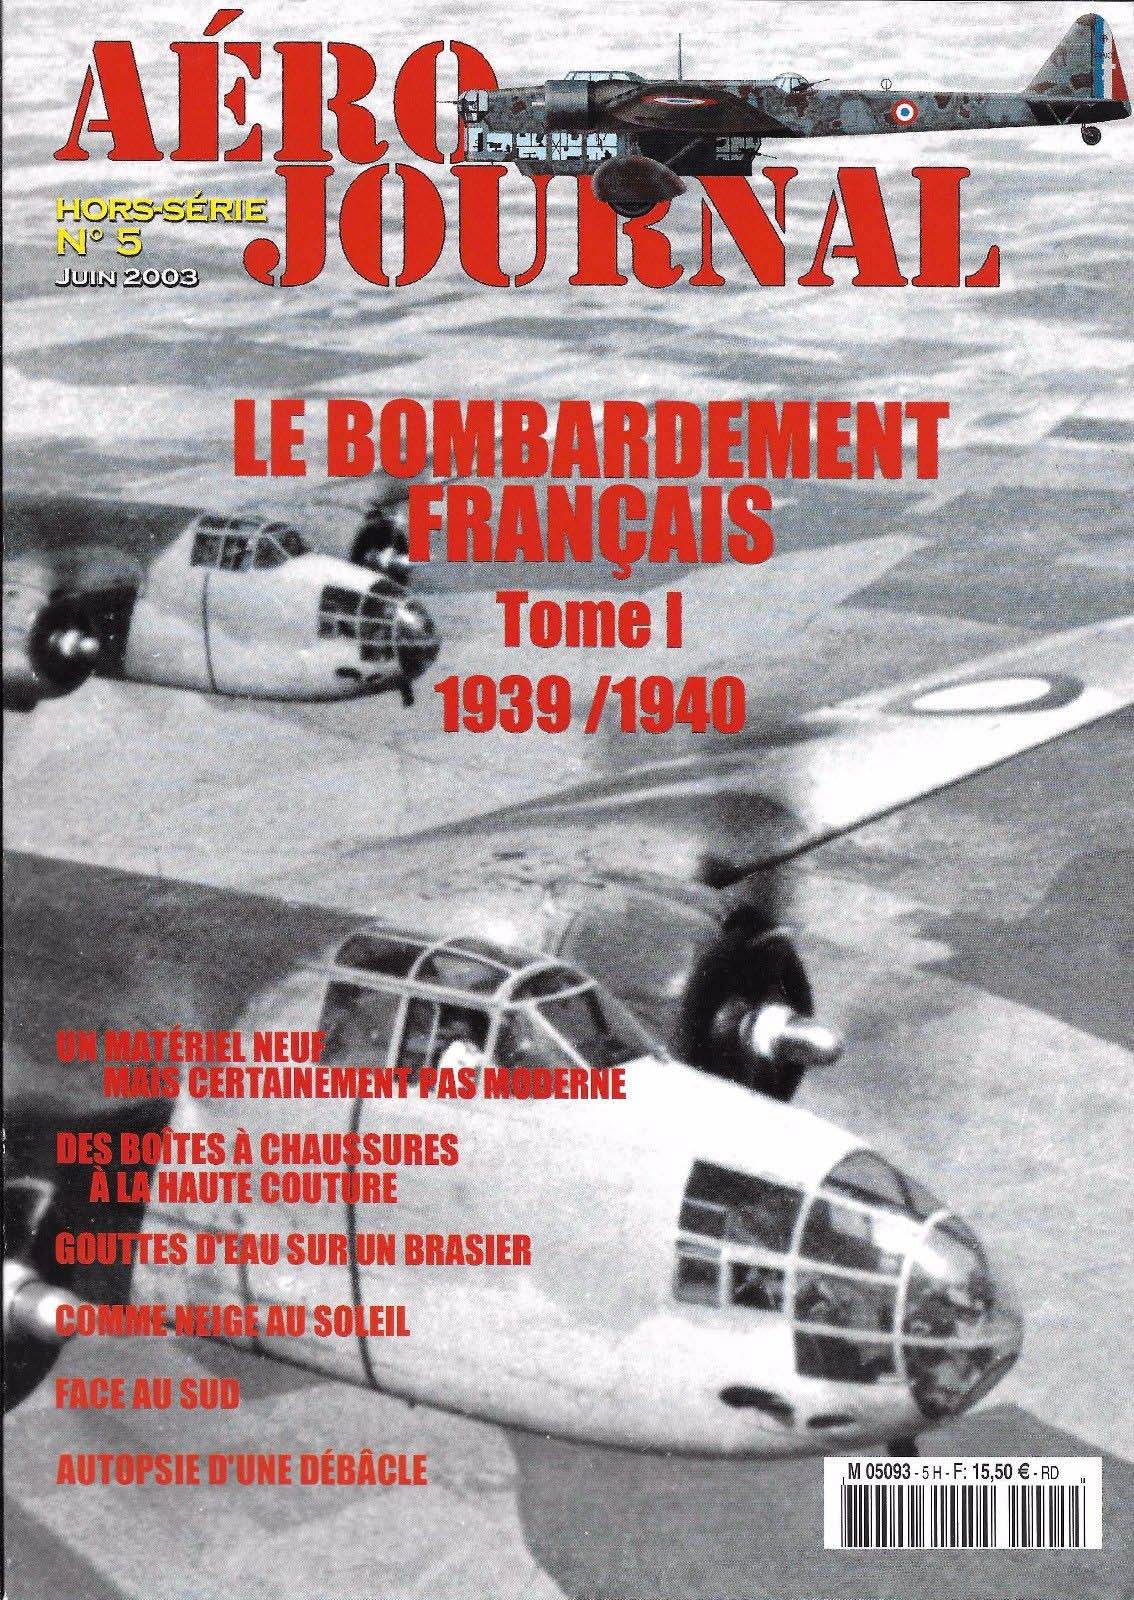 AÉRO
JOURNAL
HORS-SÉRIE
N° 5
JUIN 2003
LE BOMBARDEMENT
FRANÇAIS
Tome I
1939 /1940
UN MATÉRIEL NEUF
MAIS CERTAINEMENT PAS MODERNE
DES BOÎTES À CHAUSSURES
À LA HAUTE COUTURE
GOUTTES D'EAU SUR UN BRASIER
COMME NEIGE AU SOLEIL
FACE AU SUD
AUTOPSIE D'UNE DÉBÂCLE
M 05093 - 5 H - F: 15,50 € - RD